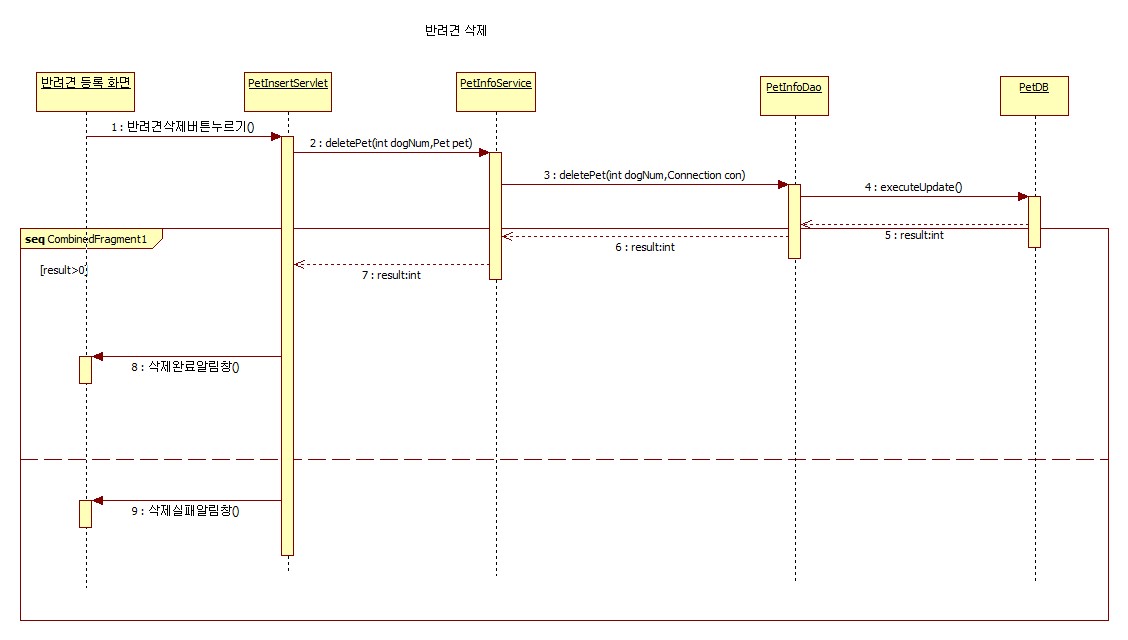 반려견 삭제
반려견 등록 화면
PetInsertServlet
PetInfoService
PetInfoDao
PetDB
1 : 반려견삭제버튼누르기()
2 : deletePet(int dogNum,Pet pet)
3 : deletePet(int dogNum,Connection con)
4 : executeUpdate()
5 : result:int
seq CombinedFragment1
6 : result:int
[result>0
7 : result:int
8 : 삭제완료알림창()
9 : 삭제실패알림창()